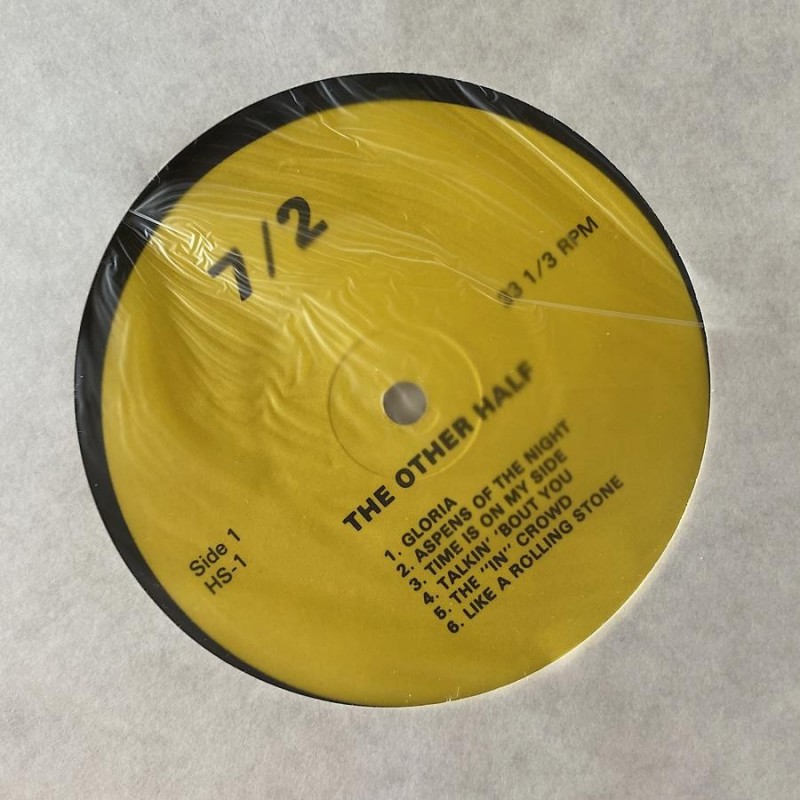 7/2
33 1/3 RPM
THE OTHER HALF
1. GLORIA
2. ASPENS OF THE NIGHT
3. TIME IS ON MY SIDE
4. TALKIN' 'BOUT YOU
5. THE "IN" CROWD
6. LIKE A ROLLING STONE
Side 1
HS-1